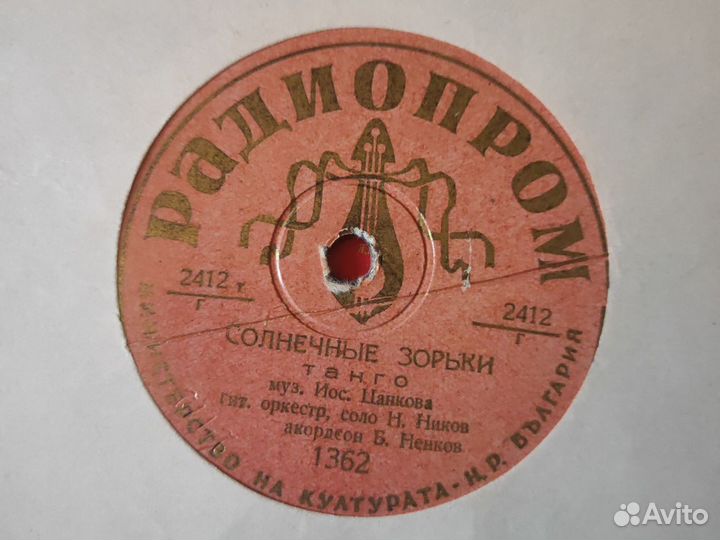 РАДИОПРОМ
2412 т.
Г
2412
Г
СОЛНЕЧНЫЕ ЗОРЬКИ
танго
муз. Иос. Цанкова
гит. оркестр, соло Н. Ников
акордеон Б. Ненков
1362
МИНИСТЕРСТВО НА КУЛТУРАТА - Н. Р. БЪЛГАРИЯ
Avito